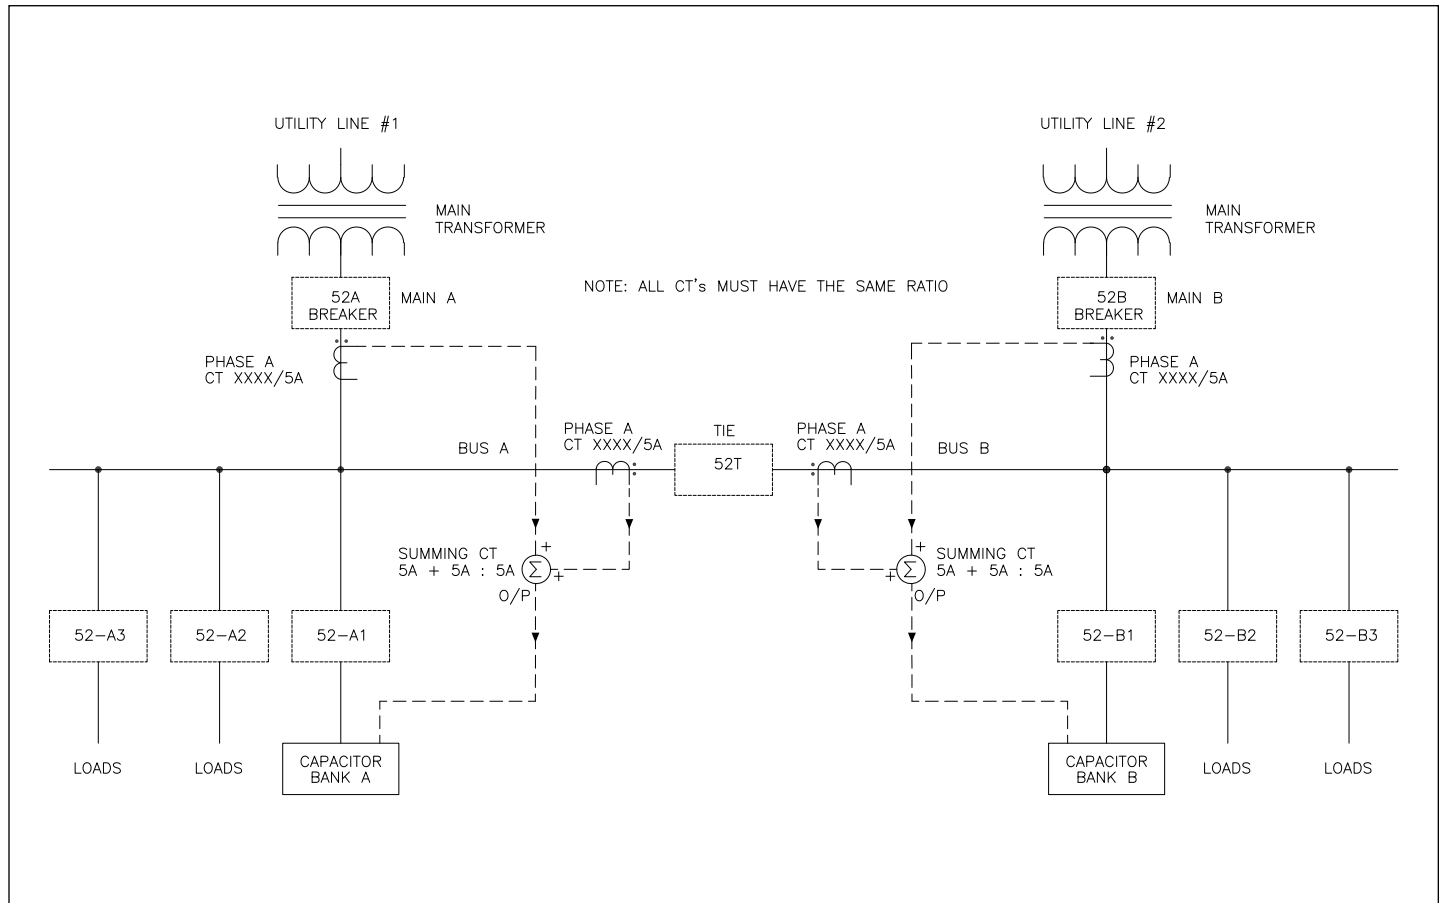 UTILITY LINE #1
UTILITY LINE #2
MAIN
TRANSFORMER
MAIN
TRANSFORMER
NOTE: ALL CT's MUST HAVE THE SAME RATIO
52A
BREAKER
MAIN A
52B
BREAKER
MAIN B
PHASE A
CT XXXX/5A
PHASE A
CT XXXX/5A
BUS A
PHASE A
CT XXXX/5A
TIE
52T
PHASE A
CT XXXX/5A
BUS B
SUMMING CT
5A + 5A : 5A
Σ
+
+
O/P
SUMMING CT
5A + 5A : 5A
Σ
+
+
O/P
52-A3
52-A2
52-A1
52-B1
52-B2
52-B3
LOADS
LOADS
CAPACITOR
BANK A
CAPACITOR
BANK B
LOADS
LOADS